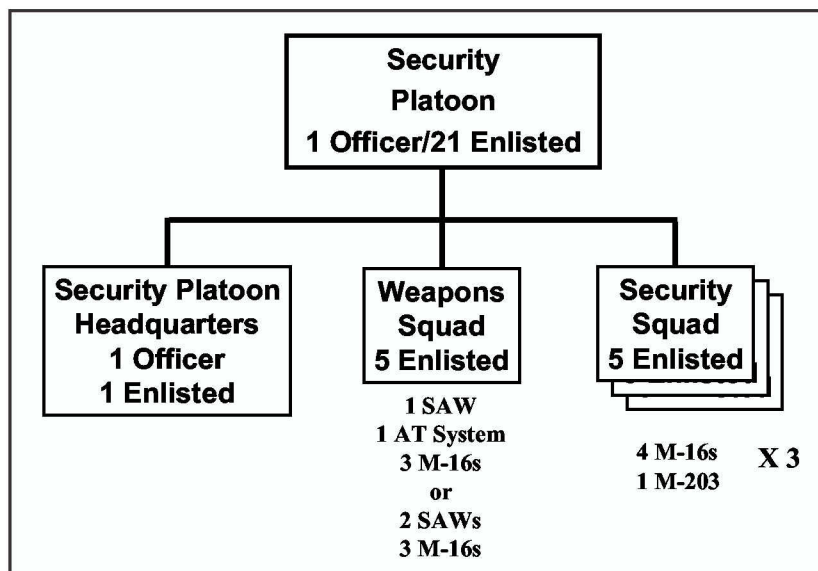 Security
Platoon
1 Officer/21 Enlisted
Security Platoon
Headquarters
1 Officer
1 Enlisted
Weapons
Squad
5 Enlisted
1 SAW
1 AT System
3 M-16s
or
2 SAWs
3 M-16s
Security
Squad
5 Enlisted
4 M-16s
1 M-203
X 3